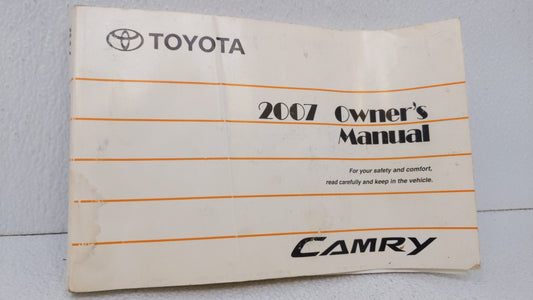 TOYOTA
2007 Owner's
Manual
For your safety and comfort,
read carefully and keep in the vehicle.
CAMRY